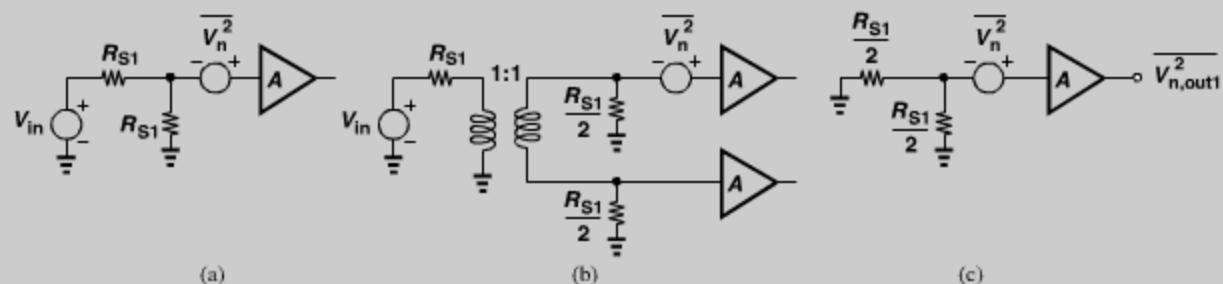 R_S1
V_n^2
− +
A
V_in
+
−
R_S1
(a)
R_S1
1:1
V_n^2
− +
A
V_in
+
−
R_S1
2
A
R_S1
2
(b)
R_S1
2
V_n^2
− +
A
V_n,out1^2
R_S1
2
(c)